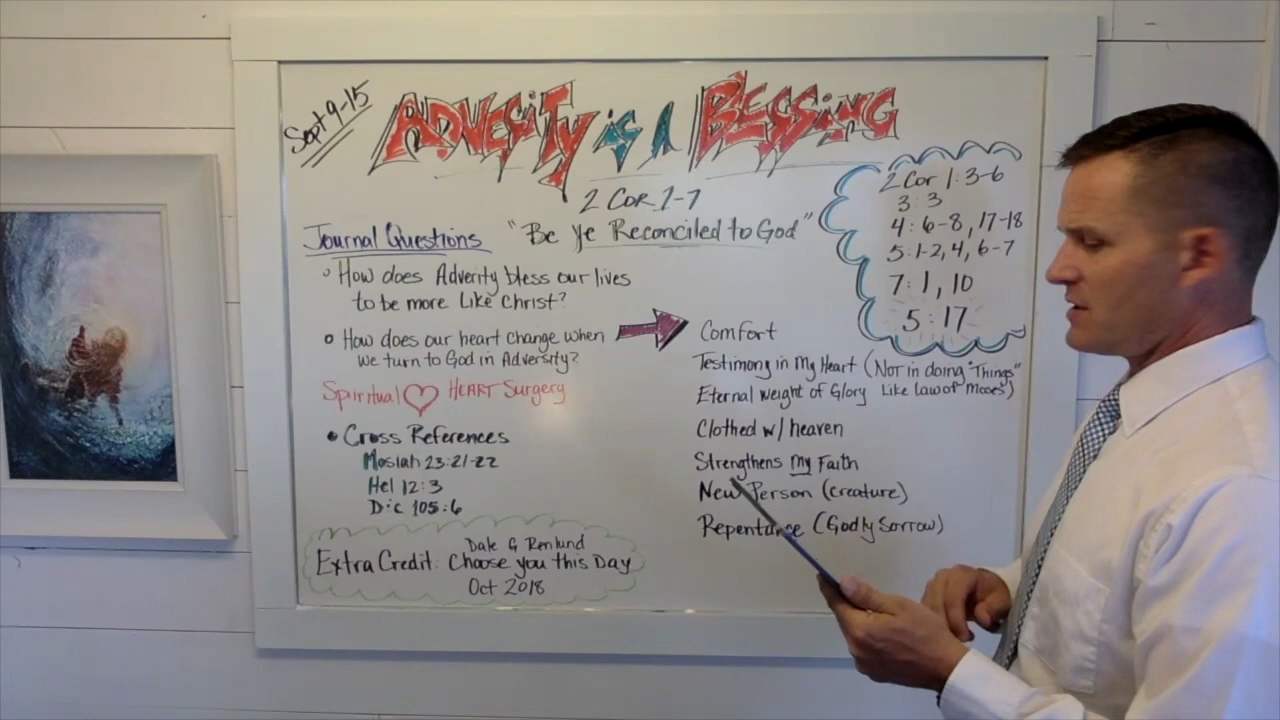 Sept 9-15
ADVERSITY is A BLESSING
2 COR 1-7
"Be Ye Reconciled to God"
Journal Questions
How does Adverity bless our lives
to be more Like Christ?
How does our heart change when
we turn to God in Adversity?
Spiritual HEART Surgery
Cross References
Mosiah 23:21-22
Hel 12:3
D:C 105:6
Dale G Renlund
Extra Credit: Choose you this Day
Oct 2018
2 Cor 1:3-6
3:3
4:6-8, 17-18
5:1-2, 4, 6-7
7:1, 10
5:17
Comfort
Testimony in My Heart (Not in doing "Things"
Like law of Moses)
Eternal weight of Glory
Clothed w/ heaven
Strengthens my Faith
New Person (creature)
Repentance (Godly Sorrow)